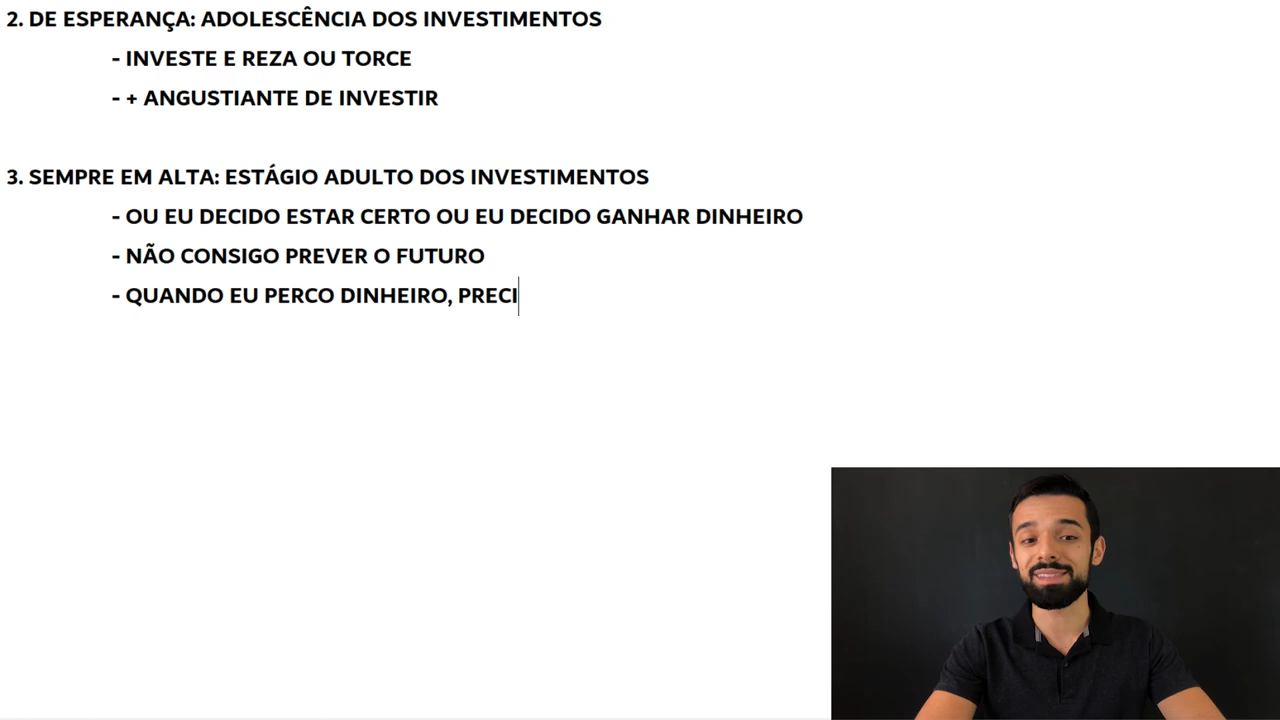 2. DE ESPERANÇA: ADOLESCÊNCIA DOS INVESTIMENTOS
- INVESTE E REZA OU TORCE
- + ANGUSTIANTE DE INVESTIR
3. SEMPRE EM ALTA: ESTÁGIO ADULTO DOS INVESTIMENTOS
- OU EU DECIDO ESTAR CERTO OU EU DECIDO GANHAR DINHEIRO
- NÃO CONSIGO PREVER O FUTURO
- QUANDO EU PERCO DINHEIRO, PRECI